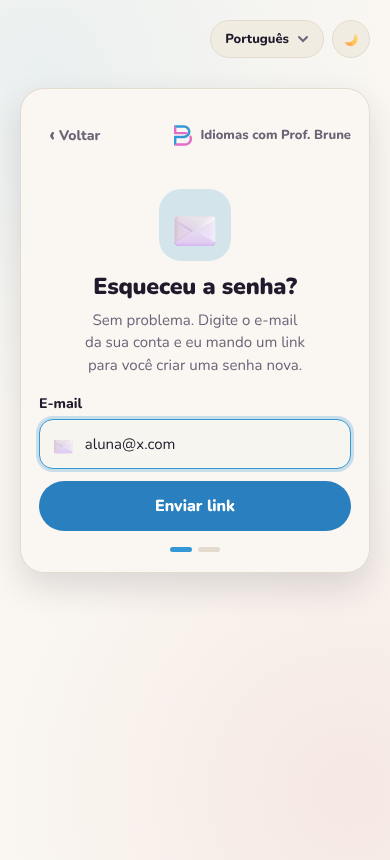 Português
‹ Voltar
Idiomas com Prof. Brune
Esqueceu a senha?
Sem problema. Digite o e-mail
da sua conta e eu mando um link
para você criar uma senha nova.
E-mail
aluna@x.com
Enviar link